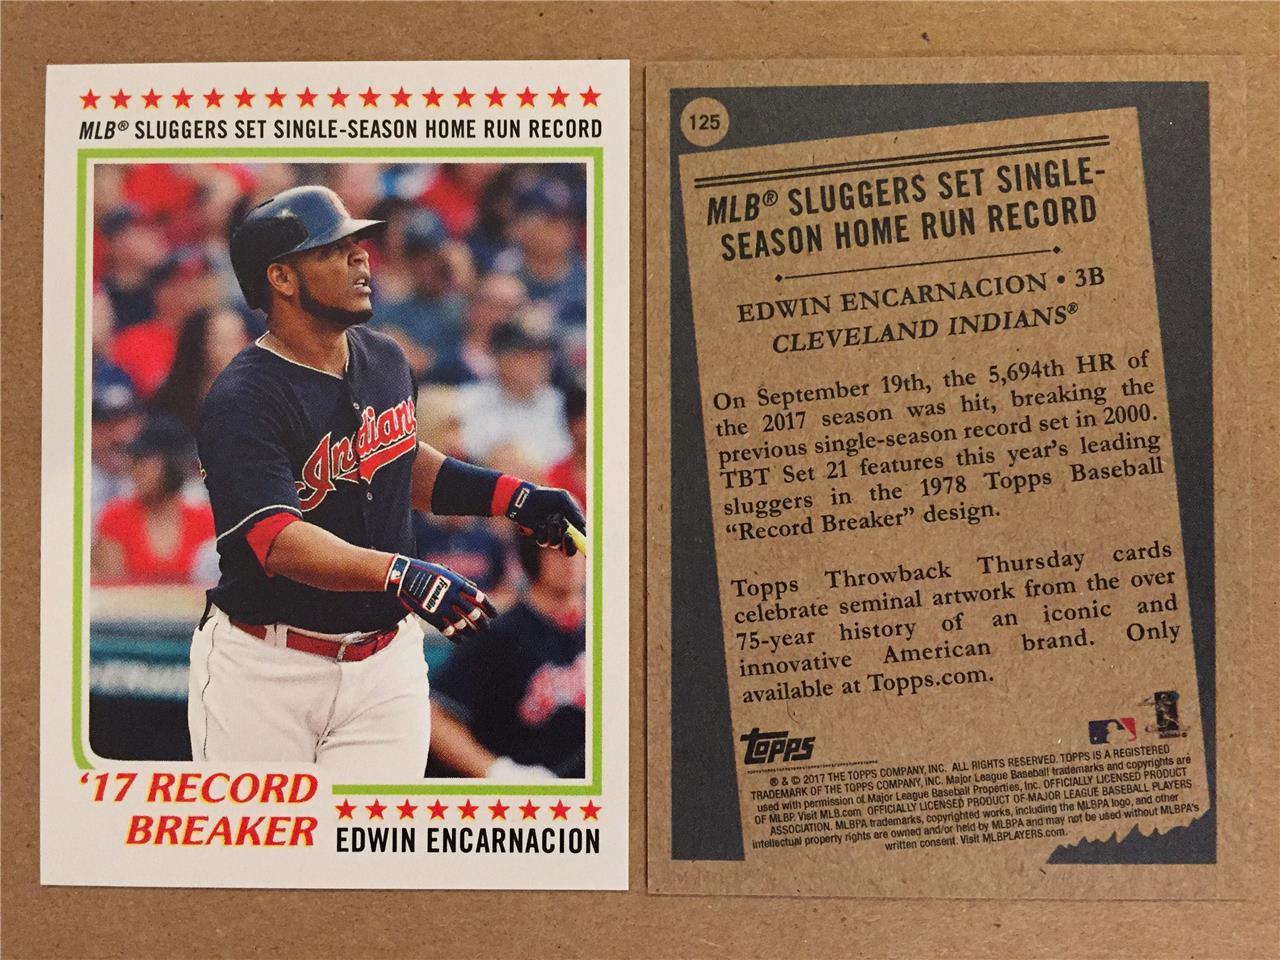 MLB® SLUGGERS SET SINGLE-SEASON HOME RUN RECORD
Indians
Franklin
'17 RECORD
BREAKER
EDWIN ENCARNACION
125
MLB® SLUGGERS SET SINGLE-
SEASON HOME RUN RECORD
EDWIN ENCARNACION • 3B
CLEVELAND INDIANS®
On September 19th, the 5,694th HR of
the 2017 season was hit, breaking the
previous single-season record set in 2000.
TBT Set 21 features this year's leading
sluggers in the 1978 Topps Baseball
"Record Breaker" design.
Topps Throwback Thursday cards
celebrate seminal artwork from the over
75-year history of an iconic and
innovative American brand. Only
available at Topps.com.
Topps
® & © 2017 THE TOPPS COMPANY, INC. ALL RIGHTS RESERVED. TOPPS IS A REGISTERED
TRADEMARK OF THE TOPPS COMPANY, INC. Major League Baseball trademarks and copyrights are
used with permission of Major League Baseball Properties, Inc. OFFICIALLY LICENSED PRODUCT
OF MLBP. Visit MLB.com OFFICIALLY LICENSED PRODUCT OF MAJOR LEAGUE BASEBALL PLAYERS
ASSOCIATION. MLBPA trademarks, copyrighted works, including the MLBPA logo, and other
intellectual property rights are owned and/or held by MLBPA and may not be used without MLBPA's
written consent. Visit MLBPLAYERS.com.